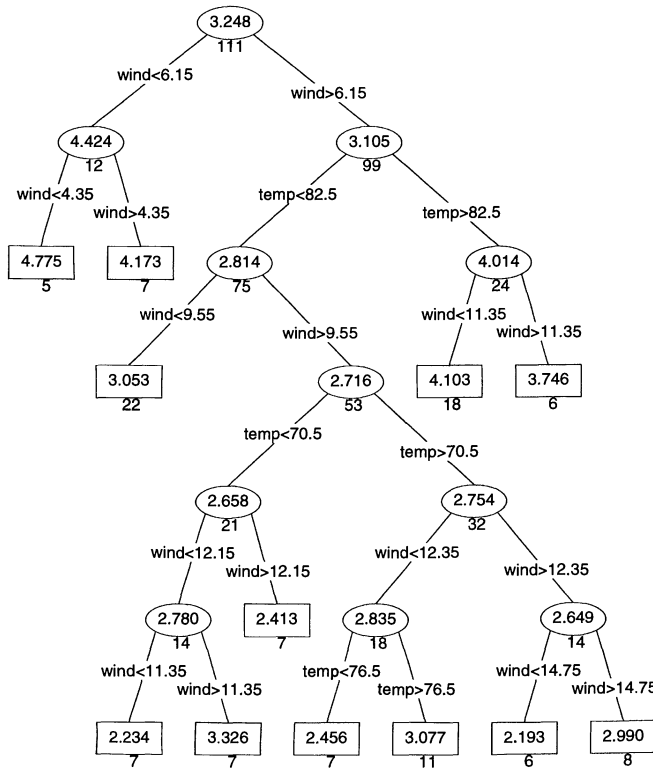 3.248
111
wind<6.15
wind>6.15
4.424
3.105
12
99
wind<4.35
temp<82.5
wind>4.35
temp>82.5
4.775
4.173
2.814
4.014
5
7
75
24
wind<9.55
wind<11.35
wind>9.55
wind>11.35
3.053
2.716
4.103
3.746
22
53
18
6
temp<70.5
temp>70.5
2.658
2.754
21
32
wind<12.15
wind<12.35
wind>12.15
wind>12.35
2.780
2.413
2.835
2.649
14
7
18
14
wind<11.35
temp<76.5
wind<14.75
wind>11.35
temp>76.5
wind>14.75
2.234
3.326
2.456
3.077
2.193
2.990
7
7
7
11
6
8